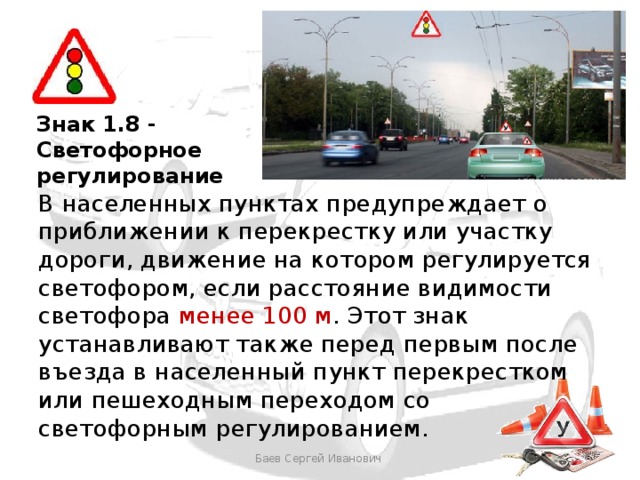 Знак 1.8 -
Светофорное
регулирование
В населенных пунктах предупреждает о
приближении к перекрестку или участку
дороги, движение на котором регулируется
светофором, если расстояние видимости
светофора менее 100 м. Этот знак
устанавливают также перед первым после
въезда в населенный пункт перекрестком
или пешеходным переходом со
светофорным регулированием.
У
Баев Сергей Иванович